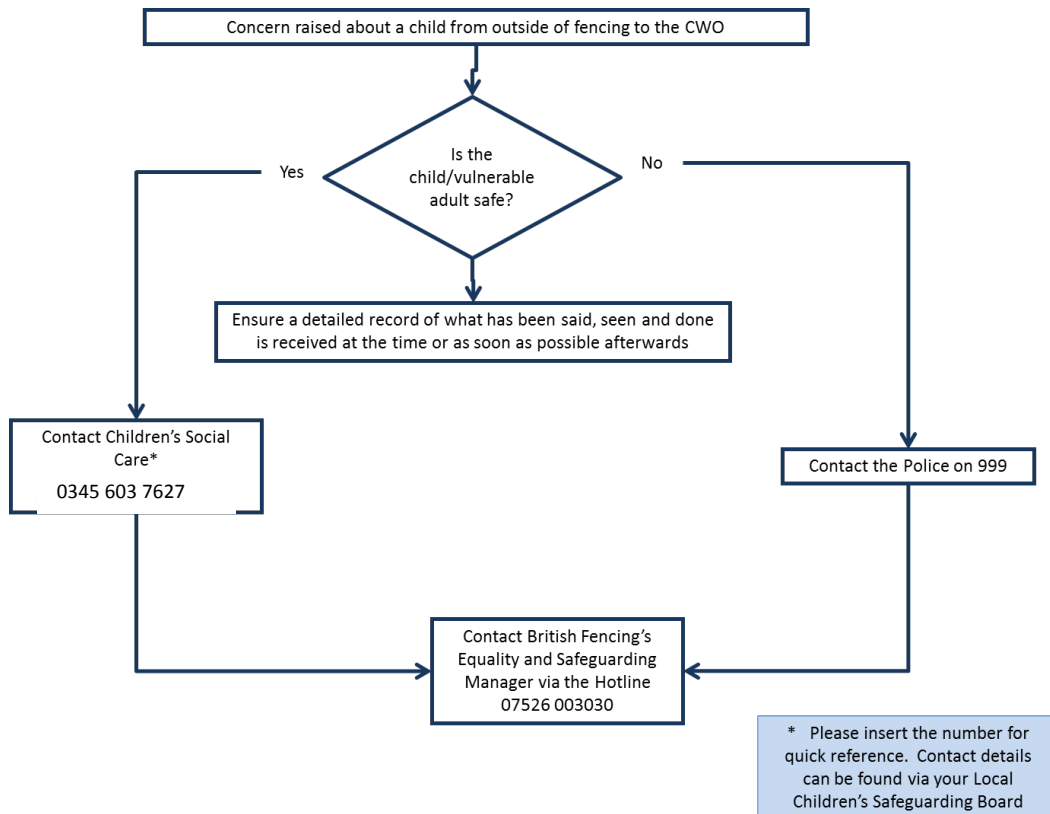 Concern raised about a child from outside of fencing to the CWO
Is the
child/vulnerable
adult safe?
Yes
No
Ensure a detailed record of what has been said, seen and done
is received at the time or as soon as possible afterwards
Contact Children’s Social
Care*
0345 603 7627
Contact the Police on 999
Contact British Fencing’s
Equality and Safeguarding
Manager via the Hotline
07526 003030
* Please insert the number for
quick reference. Contact details
can be found via your Local
Children’s Safeguarding Board